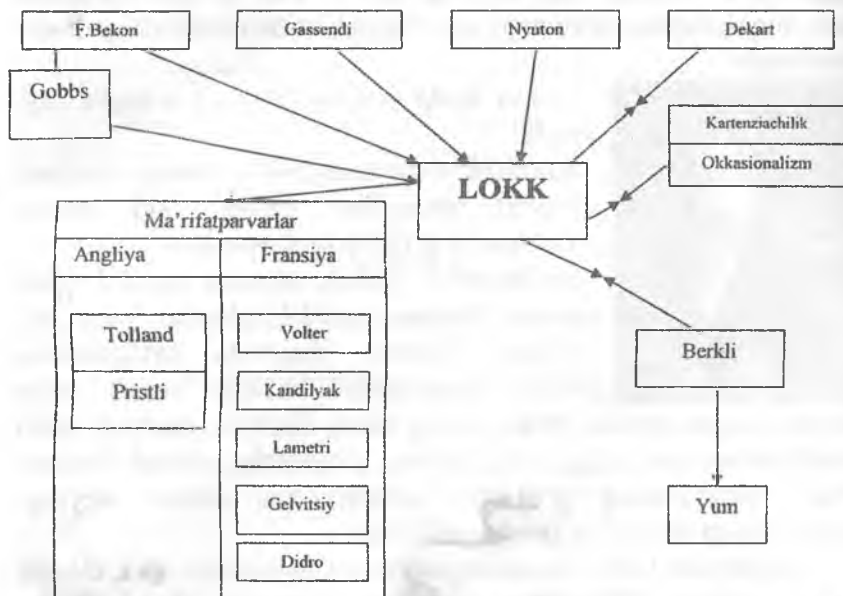 F.Bekon
Gassendi
Nyuton
Dekart
Gobbs
Kartenziachilik
Okkasionalizm
LOKK
Ma'rifatparvarlar
Angliya
Fransiya
Tolland
Pristli
Volter
Kandilyak
Lametri
Gelvitsiy
Didro
Berkli
Yum